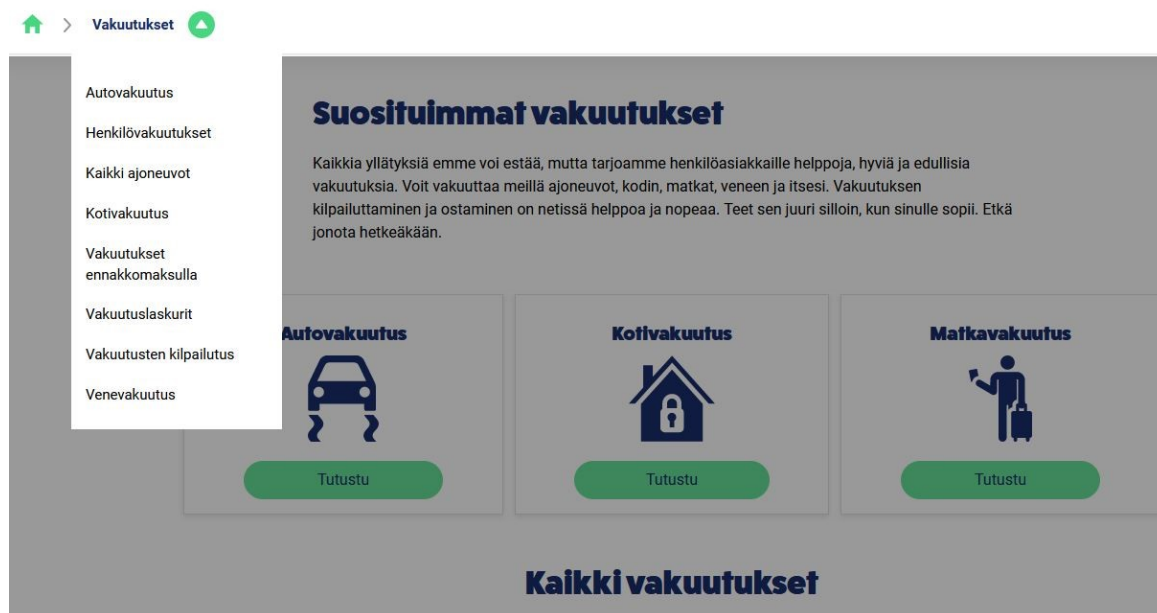 Vakuutukset
Autovakuutus
Henkilövakuutukset
Kaikki ajoneuvot
Kotivakuutus
Vakuutukset
ennakkomaksulla
Vakuutuslaskurit
Vakuutusten kilpailutus
Venevakuutus
Suosituimmat vakuutukset
Kaikkia yllätyksiä emme voi estää, mutta tarjoamme henkilöasiakkaille helppoja, hyviä ja edullisia
vakuutuksia. Voit vakuuttaa meillä ajoneuvot, kodin, matkat, veneen ja itsesi. Vakuutuksen
kilpailuttaminen ja ostaminen on netissä helppoa ja nopeaa. Teet sen juuri silloin, kun sinulle sopii. Etkä
jonota hetkeäkään.
Autovakuutus
Tutustu
Kotivakuutus
Tutustu
Matkavakuutus
Tutustu
Kaikki vakuutukset